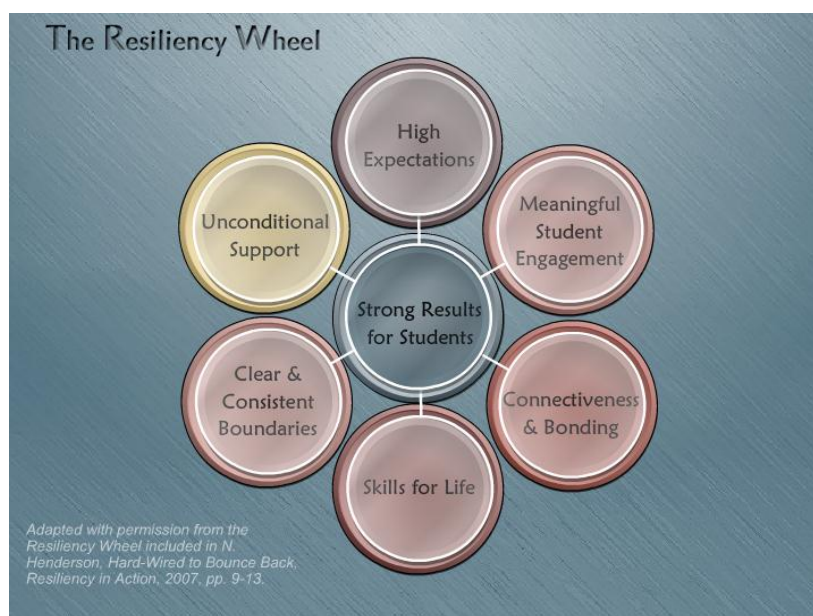 The Resiliency Wheel
High
Expectations
Meaningful
Student
Engagement
Unconditional
Support
Strong Results
for Students
Clear &
Consistent
Boundaries
Connectiveness
& Bonding
Skills for Life
Adapted with permission from the
Resiliency Wheel included in N.
Henderson, Hard-Wired to Bounce Back,
Resiliency in Action, 2007, pp. 9-13.